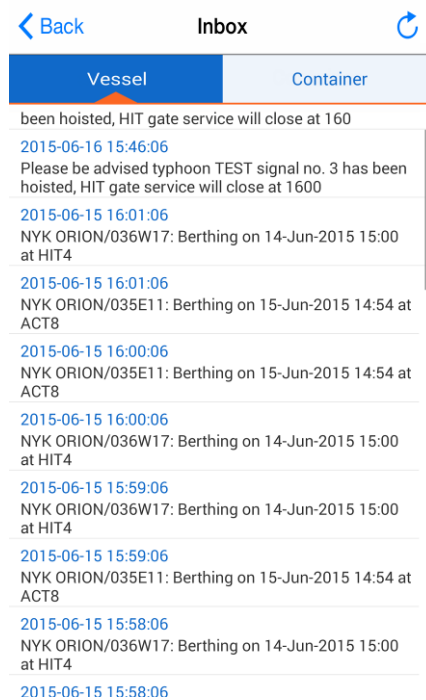 Back
Inbox
Vessel
Container
been hoisted, HIT gate service will close at 160
2015-06-16 15:46:06
Please be advised typhoon TEST signal no. 3 has been
hoisted, HIT gate service will close at 1600
2015-06-15 16:01:06
NYK ORION/036W17: Berthing on 14-Jun-2015 15:00
at HIT4
2015-06-15 16:01:06
NYK ORION/035E11: Berthing on 15-Jun-2015 14:54 at
ACT8
2015-06-15 16:00:06
NYK ORION/035E11: Berthing on 15-Jun-2015 14:54 at
ACT8
2015-06-15 16:00:06
NYK ORION/036W17: Berthing on 14-Jun-2015 15:00
at HIT4
2015-06-15 15:59:06
NYK ORION/036W17: Berthing on 14-Jun-2015 15:00
at HIT4
2015-06-15 15:59:06
NYK ORION/035E11: Berthing on 15-Jun-2015 14:54 at
ACT8
2015-06-15 15:58:06
NYK ORION/036W17: Berthing on 14-Jun-2015 15:00
at HIT4
2015-06-15 15:58:06